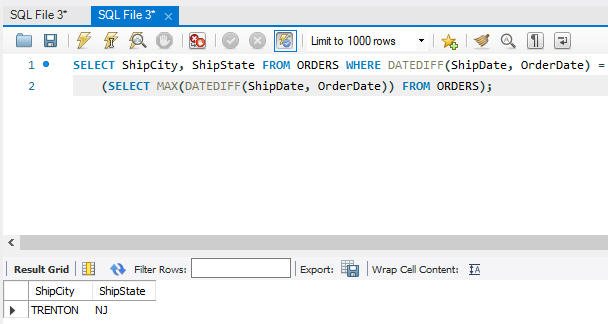 SQL File 3* SQL File 3* ×
Limit to 1000 rows
1 SELECT ShipCity, ShipState FROM ORDERS WHERE DATEDIFF(ShipDate, OrderDate) =
2 (SELECT MAX(DATEDIFF(ShipDate, OrderDate)) FROM ORDERS);
Result Grid Filter Rows: Export: Wrap Cell Content:
ShipCity ShipState
TRENTON NJ